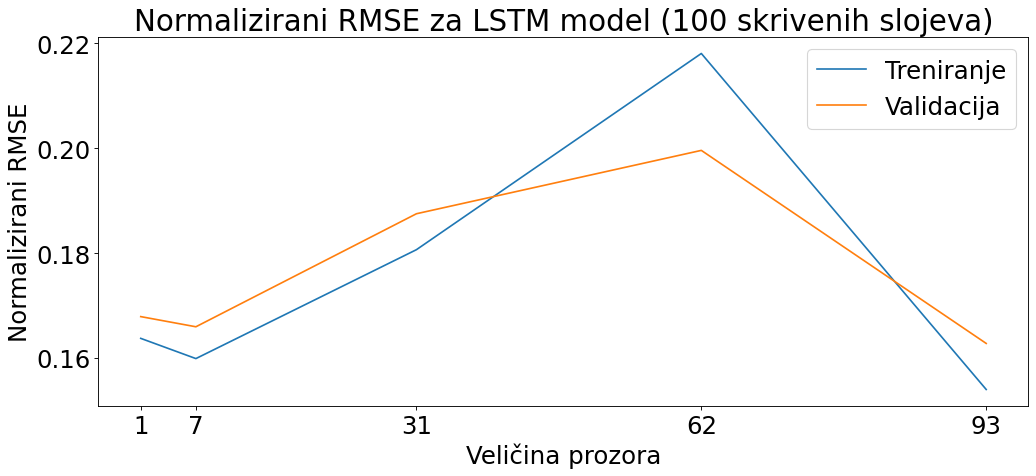 Normalizirani RMSE za LSTM model (100 skrivenih slojeva)
Normalizirani RMSE
0.22
0.20
0.18
0.16
Treniranje
Validacija
1 7 31 62 93
Veličina prozora